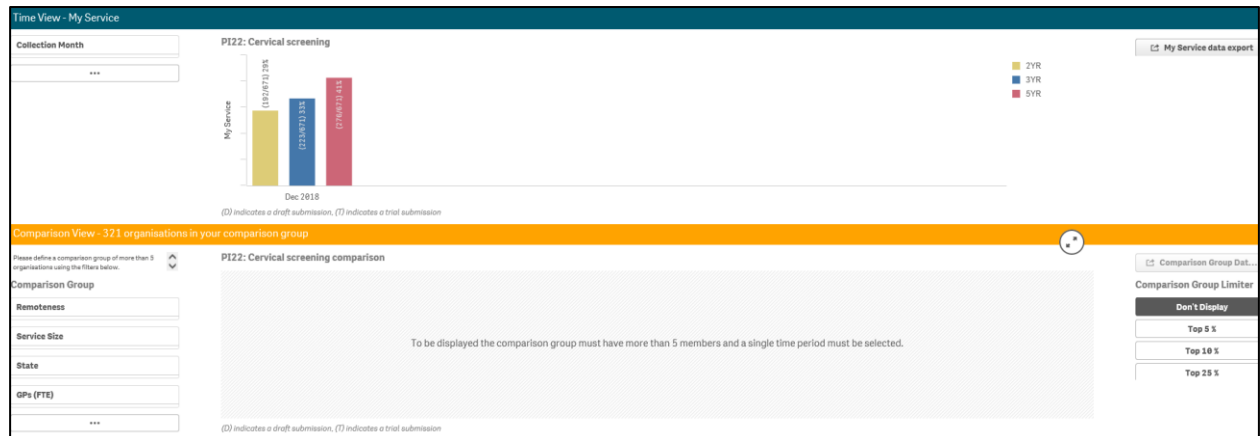 Time View - My Service
Collection Month
...
PI22: Cervical screening
My Service
(192/671) 29%
(223/671) 33%
(276/671) 41%
Dec 2018
2YR
3YR
5YR
My Service data export
(D) indicates a draft submission, (T) indicates a trial submission
Comparison View - 321 organisations in your comparison group
Please define a comparison group of more than 5
organisations using the filters below.
Comparison Group
Remoteness
Service Size
State
GPs (FTE)
...
PI22: Cervical screening comparison
To be displayed the comparison group must have more than 5 members and a single time period must be selected.
(D) indicates a draft submission, (T) indicates a trial submission
Comparison Group Dat...
Comparison Group Limiter
Don't Display
Top 5 %
Top 10 %
Top 25 %